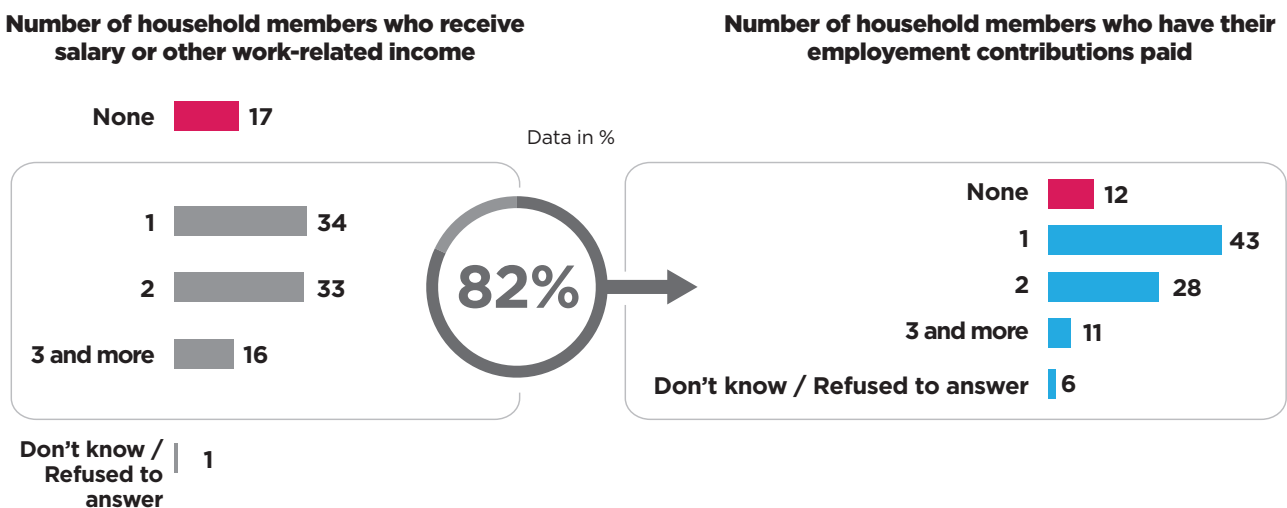 Number of household members who receive
salary or other work-related income
None 17
1 34
2 33
3 and more 16
Don't know /
Refused to
answer
1
Data in %
82%
Number of household members who have their
employement contributions paid
None 12
1 43
2 28
3 and more 11
Don't know / Refused to answer 6